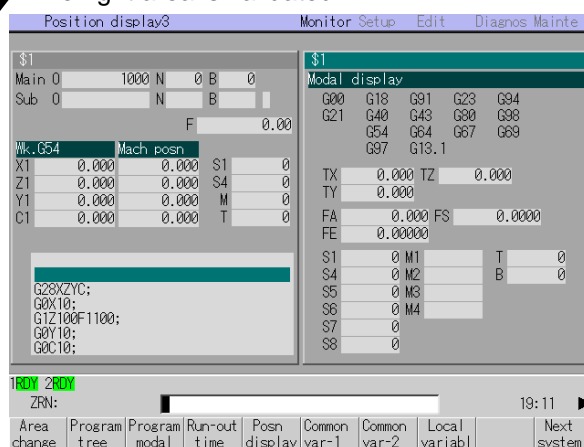 Position display3 Monitor Setup Edit Diagnos Mainte
$1
Main O 1000 N 0 B 0
Sub O N B
F 0.00
Wk.G54 Mach posn
X1 0.000 0.000 S1 0
Z1 0.000 0.000 S4 0
Y1 0.000 0.000 M 0
C1 0.000 0.000 T 0
G28XZYC;
G0X10;
G1Z100F1100;
G0Y10;
G0C10;
$1
Modal display
G00 G18 G91 G23 G94
G21 G40 G43 G80 G98
G54 G64 G67 G69
G97 G13.1
TX 0.000 TZ 0.000
TY 0.000
FA 0.000 FS 0.0000
FE 0.00000
S1 0 M1 T 0
S4 0 M2 B 0
S5 0 M3
S6 0 M4
S7 0
S8 0
1RDY 2RDY
ZRN: 19:11
Area change Program tree Program modal Run-out time Posn display Common var-1 Common var-2 Local variabl Next system